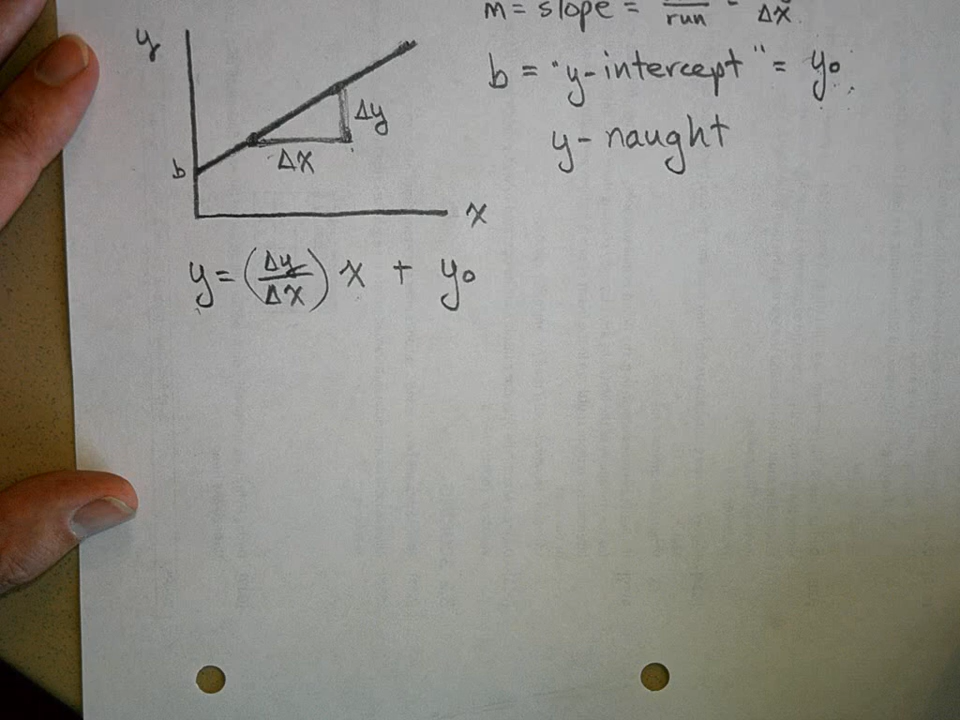 m = slope = run = Δx
b = "y-intercept" = y₀
y-naught
y
Δy
Δx
b
x
y = (Δy/Δx) x + y₀